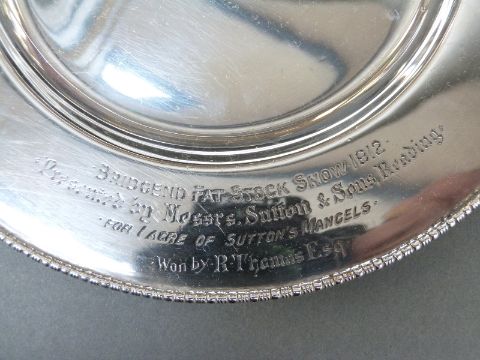 BRIDGEND FAT STOCK SHOW 1912.
Presented by Messrs. Sutton & Sons, Reading
· FOR 1 ACRE OF SUTTON'S MANGELS ·
Won by R. Thomas Esq.